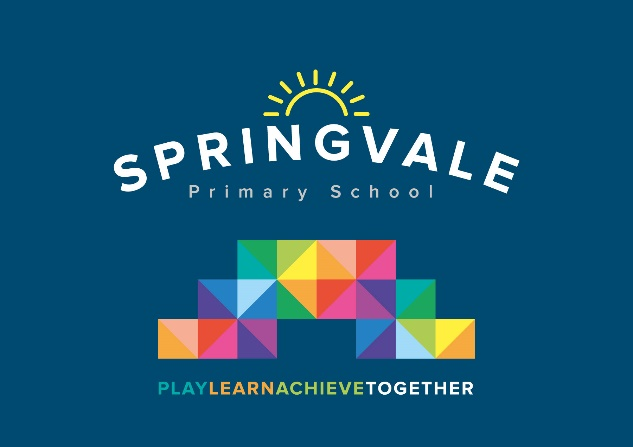 SPRINGVALE
Primary School
PLAYLEARNACHIEVETOGETHER